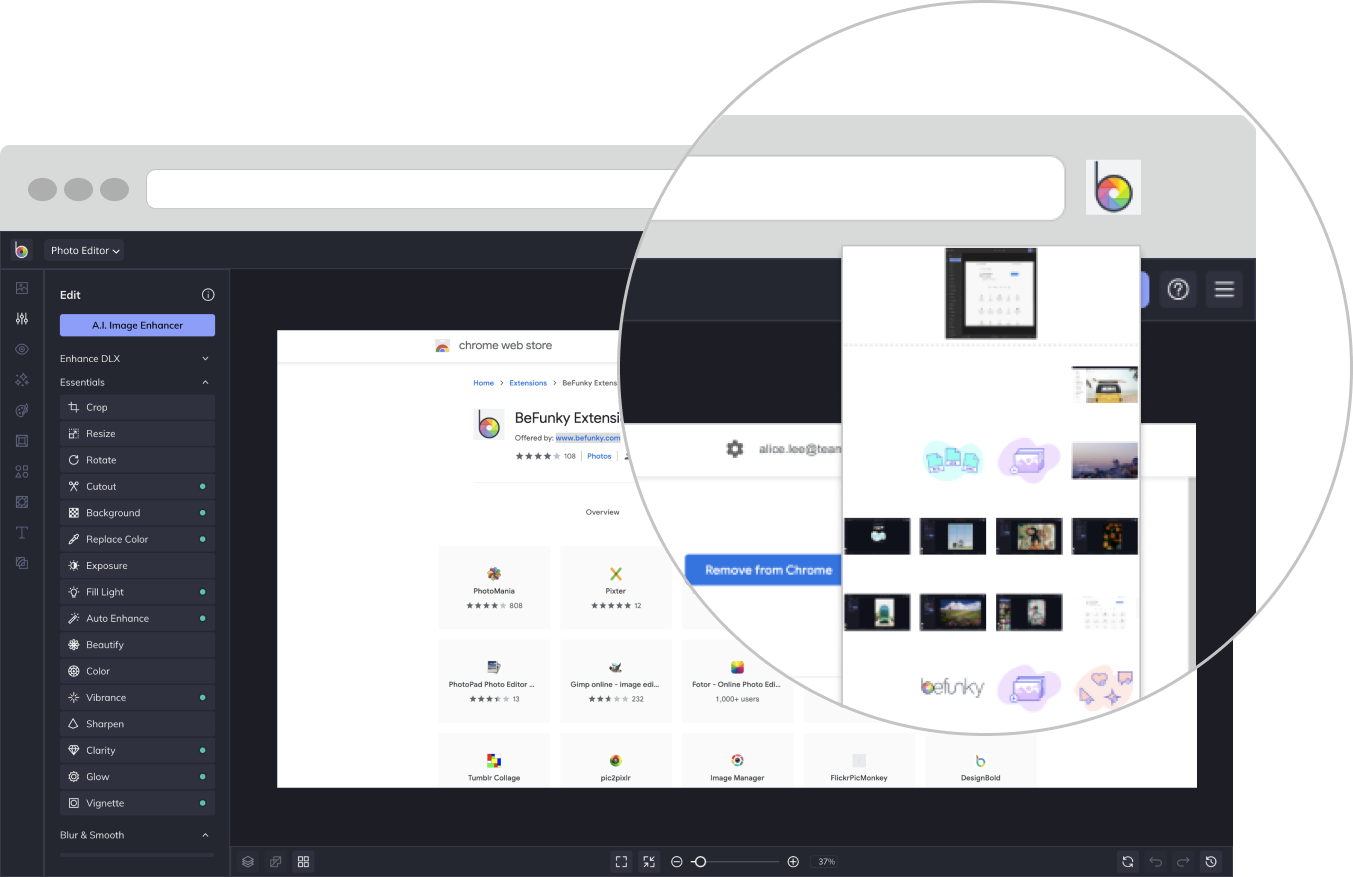 Photo Editor
Edit
A.I. Image Enhancer
Enhance DLX
Essentials
Crop
Resize
Rotate
Cutout
Background
Replace Color
Exposure
Fill Light
Auto Enhance
Beautify
Color
Vibrance
Sharpen
Clarity
Glow
Vignette
Blur & Smooth
chrome web store
Home > Extensions > BeFunky Extens
BeFunky Extensi
Offered by: www.befunky.com
108 Photos
Overview
alice.lee@team
Remove from Chrome
befunky
PhotoMania
808
Pixter
12
PhotoPad Photo Editor ...
13
Gimp online - image edi...
232
Fotor - Online Photo Edi...
1,000+ users
Tumblr Collage
pic2pixlr
Image Manager
FlickrPicMonkey
DesignBold
37%